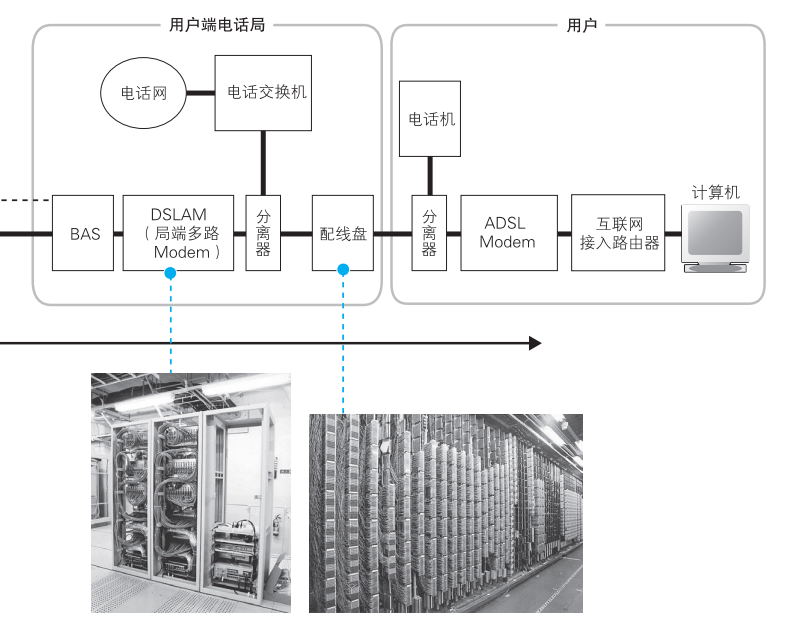 用户端电话局
用户
电话网
电话交换机
电话机
计算机
BAS
DSLAM
（局端多路
Modem）
分
离
器
配线盘
分
离
器
ADSL
Modem
互联网
接入路由器